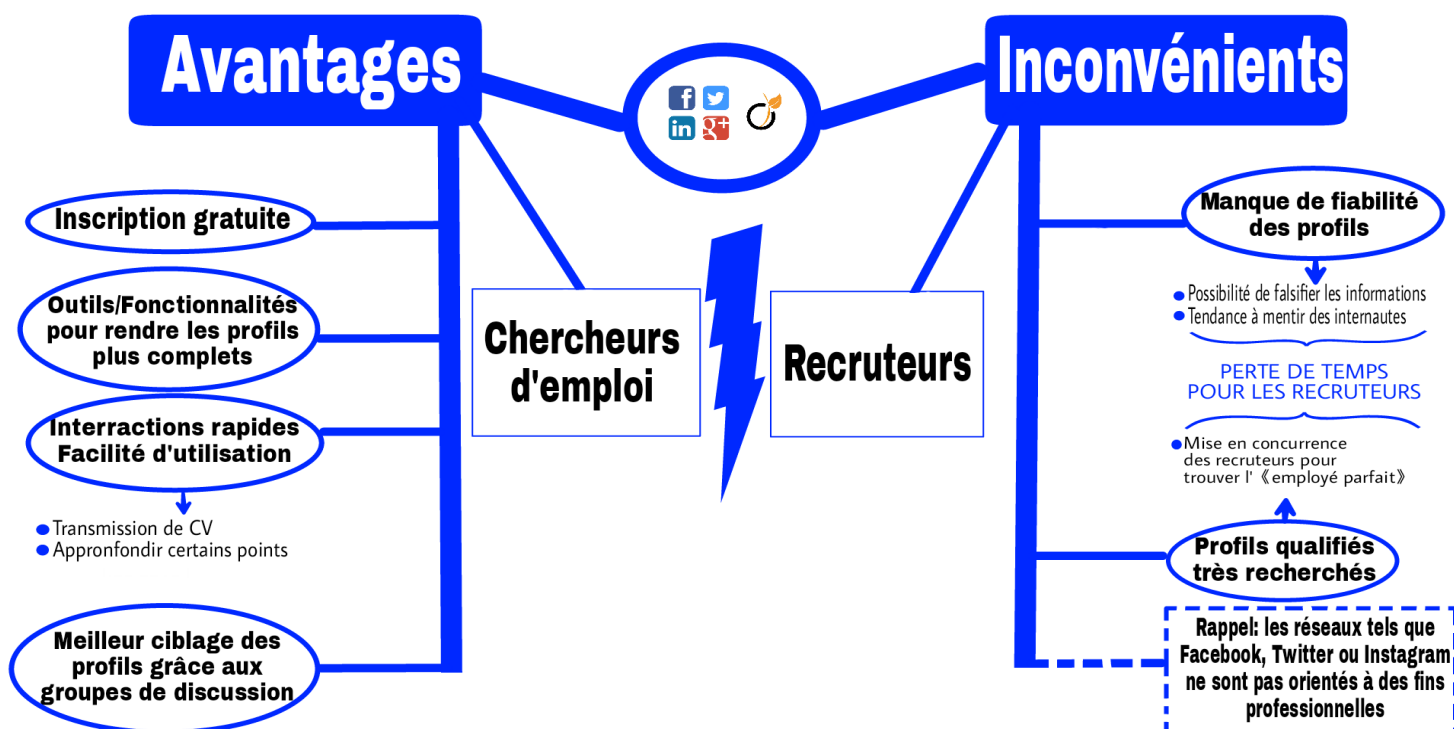 Avantages
Inscription gratuite
Outils/Fonctionnalités
pour rendre les profils
plus complets
Interractions rapides
Facilité d'utilisation
Transmission de CV
Appronfondir certains points
Meilleur ciblage des
profils grâce aux
groupes de discussion
f
in
g+
Chercheurs
d'emploi
Recruteurs
Inconvénients
Manque de fiabilité
des profils
Possibilité de falsifier les informations
Tendance à mentir des internautes
PERTE DE TEMPS
POUR LES RECRUTEURS
Mise en concurrence
des recruteurs pour
trouver l' 《employé parfait》
Profils qualifiés
très recherchés
Rappel: les réseaux tels que
Facebook, Twitter ou Instagram
ne sont pas orientés à des fins
professionnelles